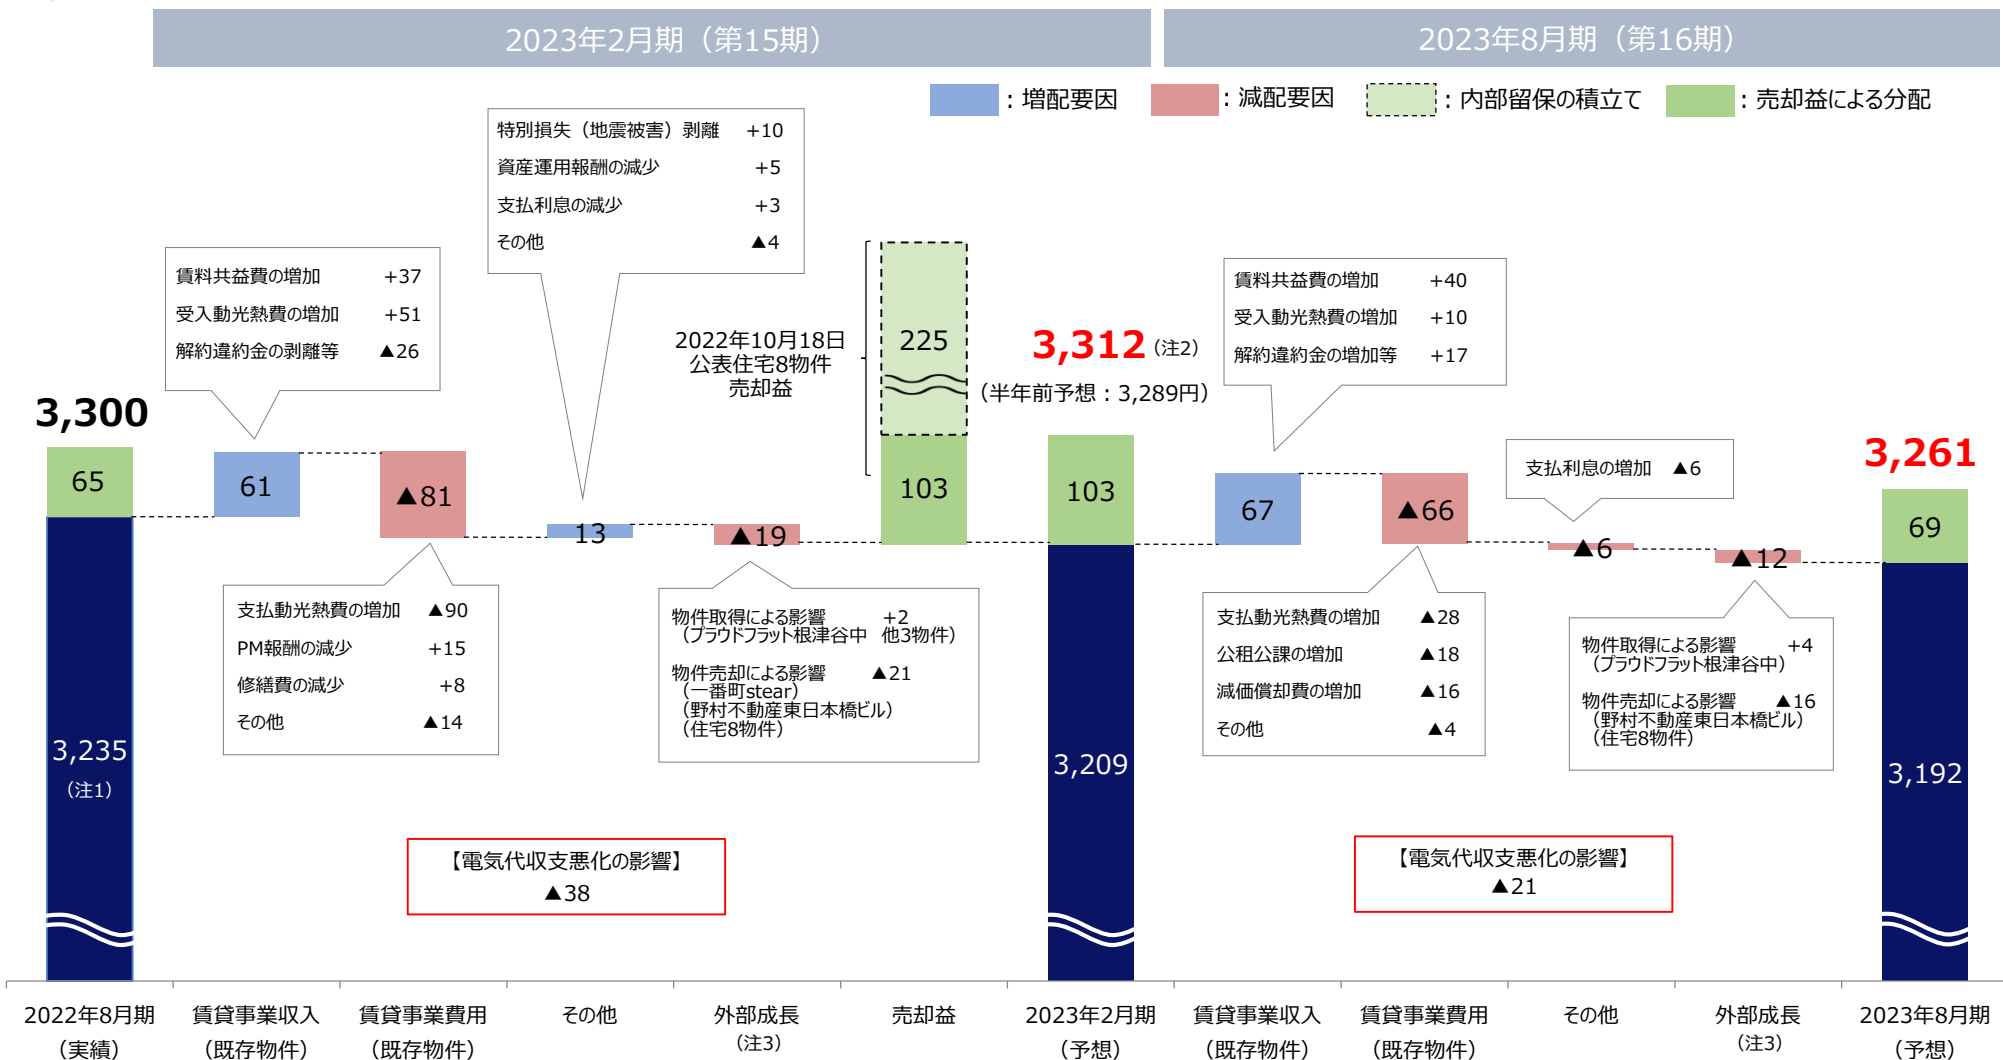 2023年2月期（第15期）
2023年8月期（第16期）
：増配要因
：減配要因
：内部留保の積立て
：売却益による分配
特別損失（地震被害）剥離 +10
資産運用報酬の減少 +5
支払利息の減少 +3
その他 ▲4
賃料共益費の増加 +37
受入動光熱費の増加 +51
解約違約金の剥離等 ▲26
2022年10月18日
公表住宅8物件
売却益
225
3,312（注2）
（半年前予想：3,289円）
賃料共益費の増加 +40
受入動光熱費の増加 +10
解約違約金の増加等 +17
3,300
65
61
▲81
13
▲19
103
103
67
▲66
支払利息の増加 ▲6
▲6
▲12
3,261
69
支払動光熱費の増加 ▲90
PM報酬の減少 +15
修繕費の減少 +8
その他 ▲14
物件取得による影響 +2
（プラウドフラット根津谷中 他3物件）
物件売却による影響 ▲21
（一番町stear）
（野村不動産東日本橋ビル）
（住宅8物件）
支払動光熱費の増加 ▲28
公租公課の増加 ▲18
減価償却費の増加 ▲16
その他 ▲4
物件取得による影響 +4
（プラウドフラット根津谷中）
物件売却による影響 ▲16
（野村不動産東日本橋ビル）
（住宅8物件）
3,235
（注1）
3,209
3,192
【電気代収支悪化の影響】
▲38
【電気代収支悪化の影響】
▲21
2022年8月期
（実績）
賃貸事業収入
（既存物件）
賃貸事業費用
（既存物件）
その他
外部成長
（注3）
売却益
2023年2月期
（予想）
賃貸事業収入
（既存物件）
賃貸事業費用
（既存物件）
その他
外部成長
（注3）
2023年8月期
（予想）